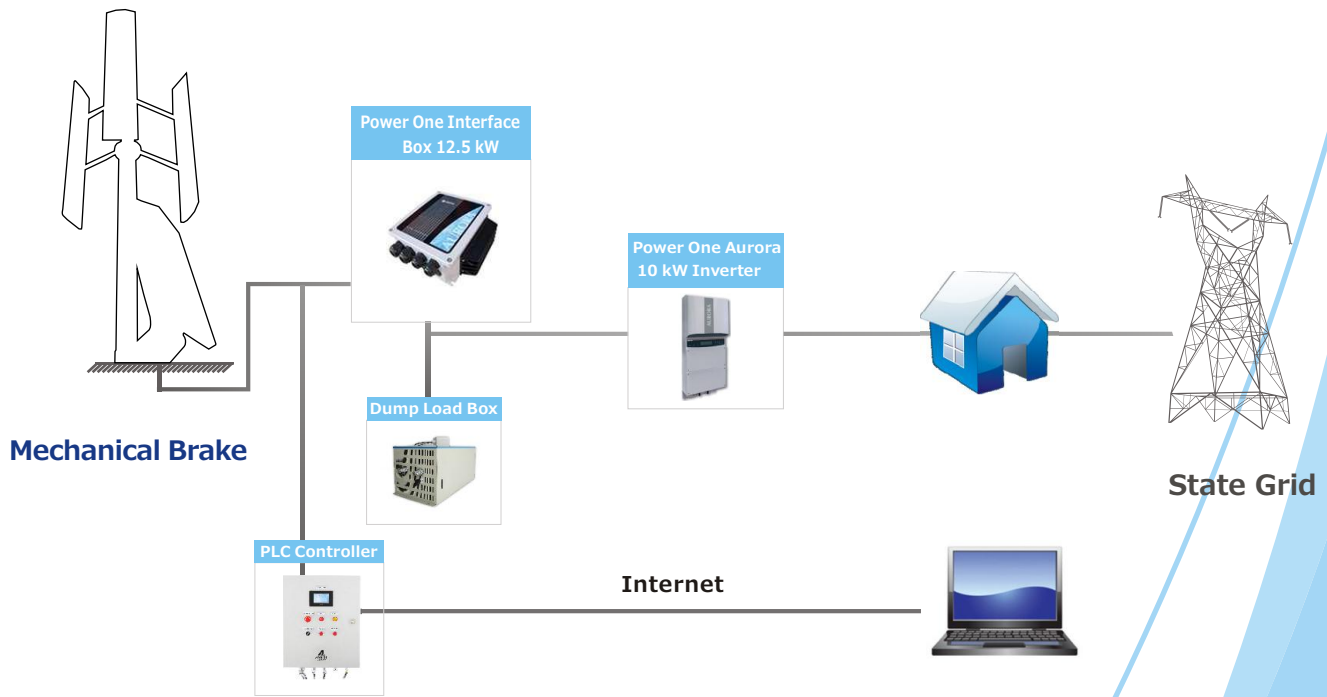 Power One Interface
Box 12.5 kW
Power One Aurora
10 kW Inverter
Dump Load Box
Mechanical Brake
State Grid
PLC Controller
Internet
AURORA